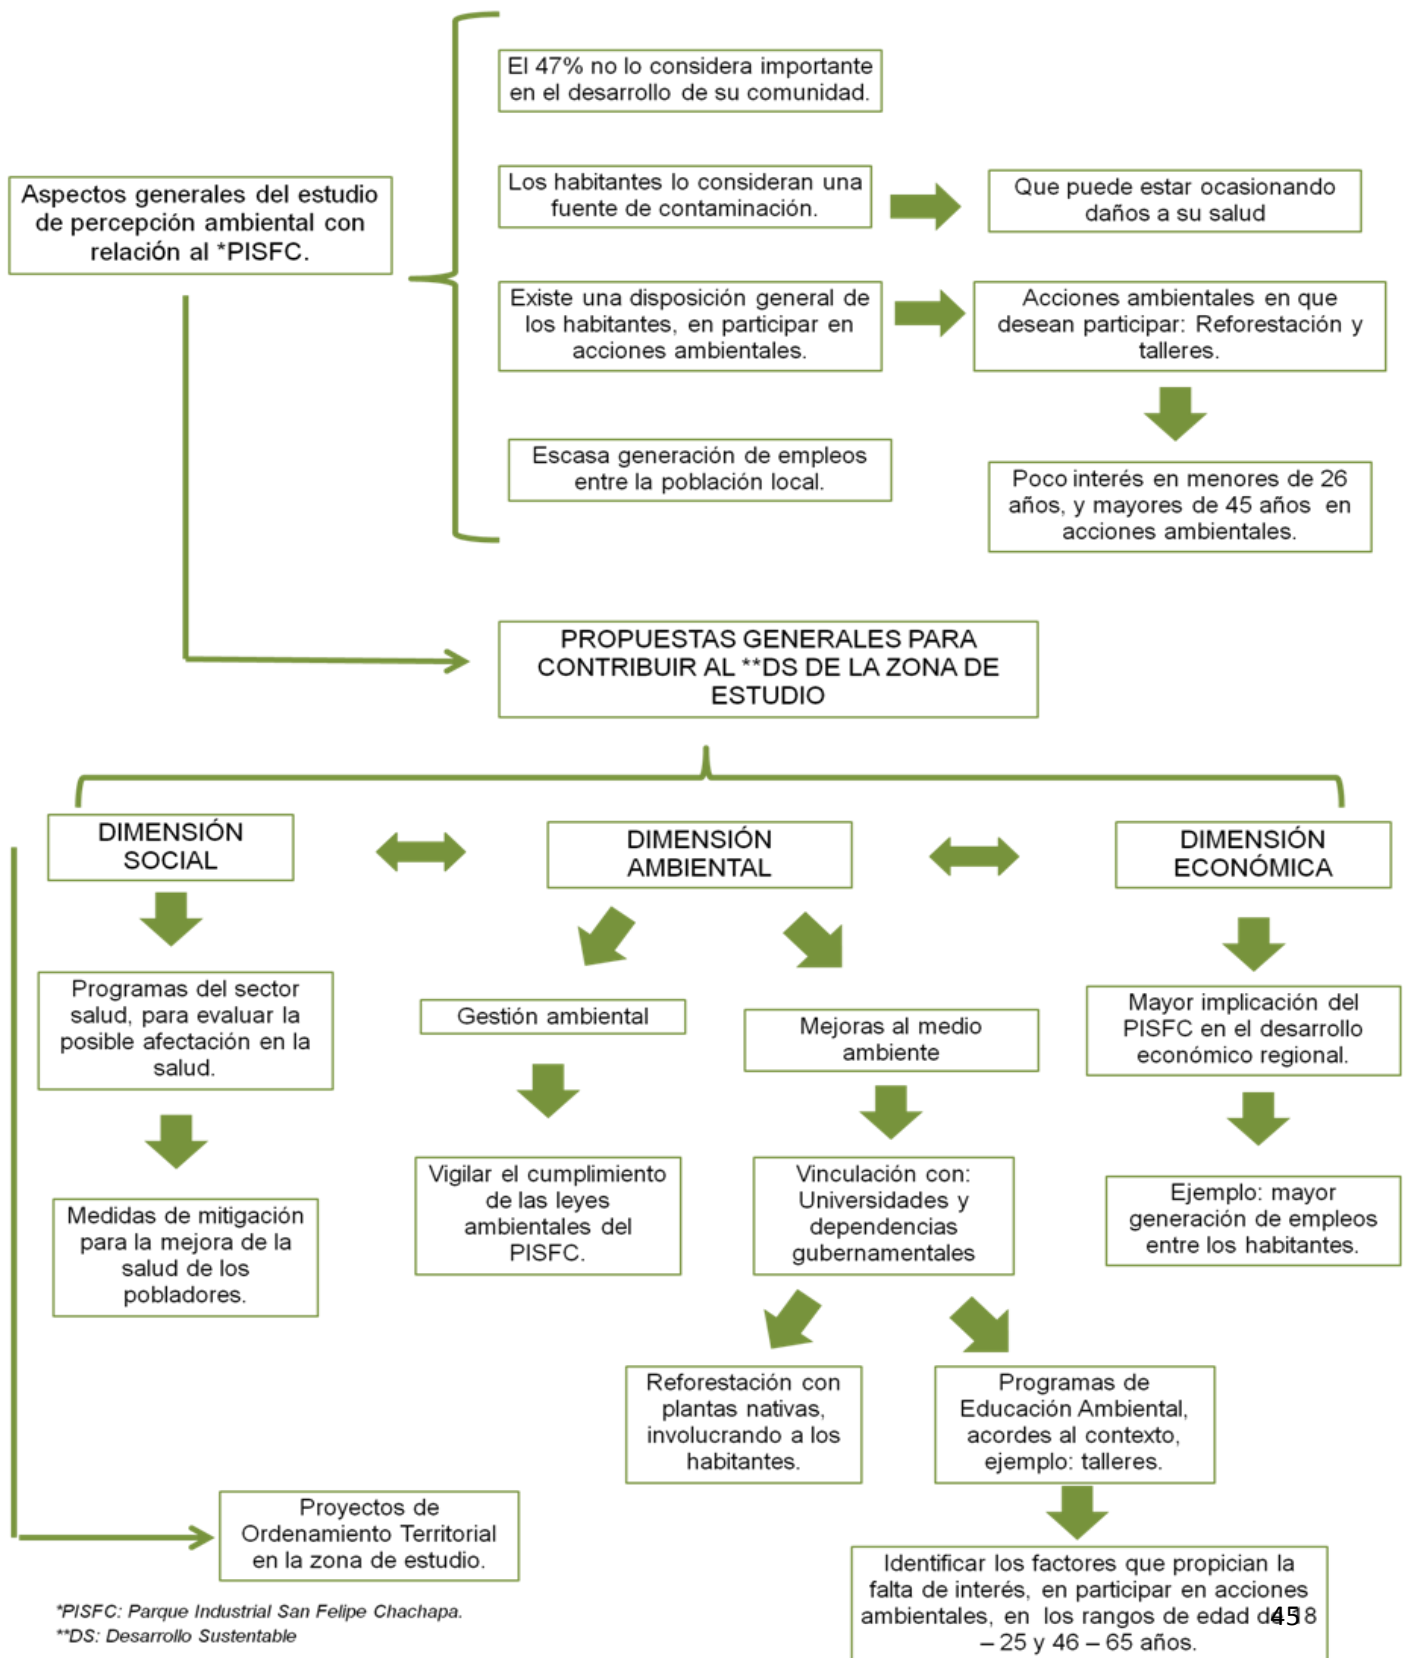 El 47% no lo considera importante
en el desarrollo de su comunidad.
Aspectos generales del estudio
de percepción ambiental con
relación al *PISFC.
Los habitantes lo consideran una
fuente de contaminación.
Que puede estar ocasionando
daños a su salud
Existe una disposición general de
los habitantes, en participar en
acciones ambientales.
Acciones ambientales en que
desean participar: Reforestación y
talleres.
Escasa generación de empleos
entre la población local.
Poco interés en menores de 26
años, y mayores de 45 años en
acciones ambientales.
PROPUESTAS GENERALES PARA
CONTRIBUIR AL **DS DE LA ZONA DE
ESTUDIO
DIMENSIÓN
SOCIAL
DIMENSIÓN
AMBIENTAL
DIMENSIÓN
ECONÓMICA
Programas del sector
salud, para evaluar la
posible afectación en la
salud.
Gestión ambiental
Mejoras al medio
ambiente
Mayor implicación del
PISFC en el desarrollo
económico regional.
Medidas de mitigación
para la mejora de la
salud de los
pobladores.
Vigilar el cumplimiento
de las leyes
ambientales del
PISFC.
Vinculación con:
Universidades y
dependencias
gubernamentales
Ejemplo: mayor
generación de empleos
entre los habitantes.
Reforestación con
plantas nativas,
involucrando a los
habitantes.
Programas de
Educación Ambiental,
acordes al contexto,
ejemplo: talleres.
Proyectos de
Ordenamiento Territorial
en la zona de estudio.
Identificar los factores que propician la
falta de interés, en participar en acciones
ambientales, en los rangos de edad de 18
– 25 y 46 – 65 años.
45
*PISFC: Parque Industrial San Felipe Chachapa.
**DS: Desarrollo Sustentable